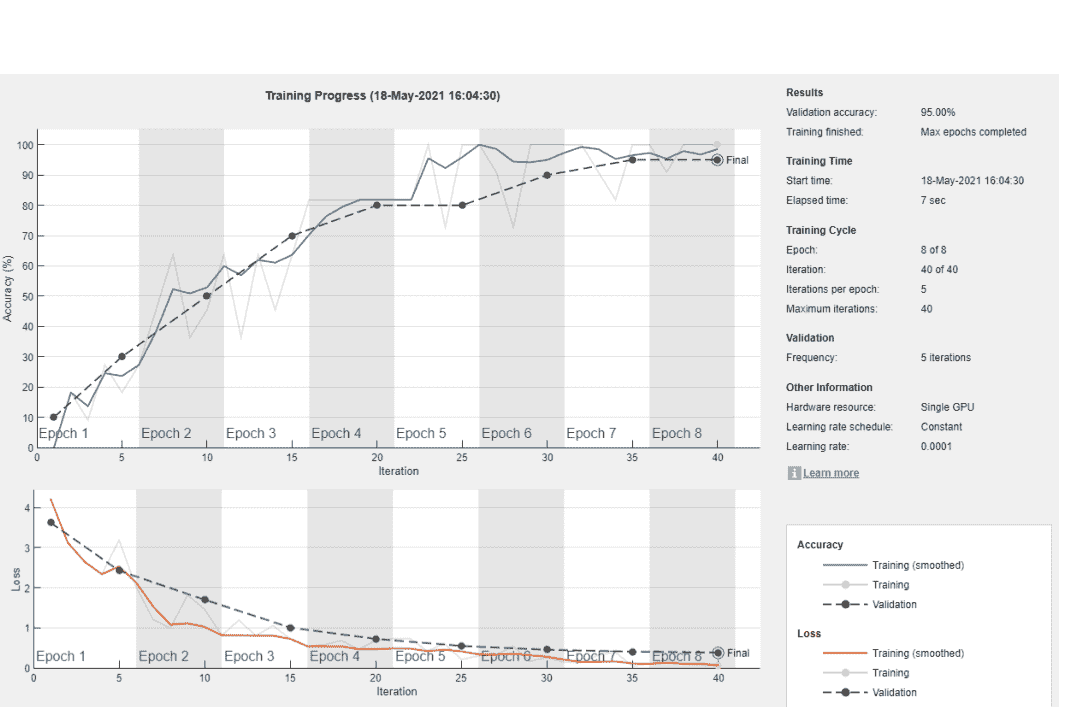 Training Progress (18-May-2021 16:04:30)
Accuracy (%)
100
90
80
70
60
50
40
30
20
10
0
Final
Epoch 1 Epoch 2 Epoch 3 Epoch 4 Epoch 5 Epoch 6 Epoch 7 Epoch 8
0 5 10 15 20 25 30 35 40
Iteration
Loss
4
3
2
1
0
Final
Epoch 1 Epoch 2 Epoch 3 Epoch 4 Epoch 5 Epoch 6 Epoch 7 Epoch 8
0 5 10 15 20 25 30 35 40
Iteration
Results
Validation accuracy: 95.00%
Training finished: Max epochs completed
Training Time
Start time: 18-May-2021 16:04:30
Elapsed time: 7 sec
Training Cycle
Epoch: 8 of 8
Iteration: 40 of 40
Iterations per epoch: 5
Maximum iterations: 40
Validation
Frequency: 5 iterations
Other Information
Hardware resource: Single GPU
Learning rate schedule: Constant
Learning rate: 0.0001
i Learn more
Accuracy
Training (smoothed)
Training
Validation
Loss
Training (smoothed)
Training
Validation